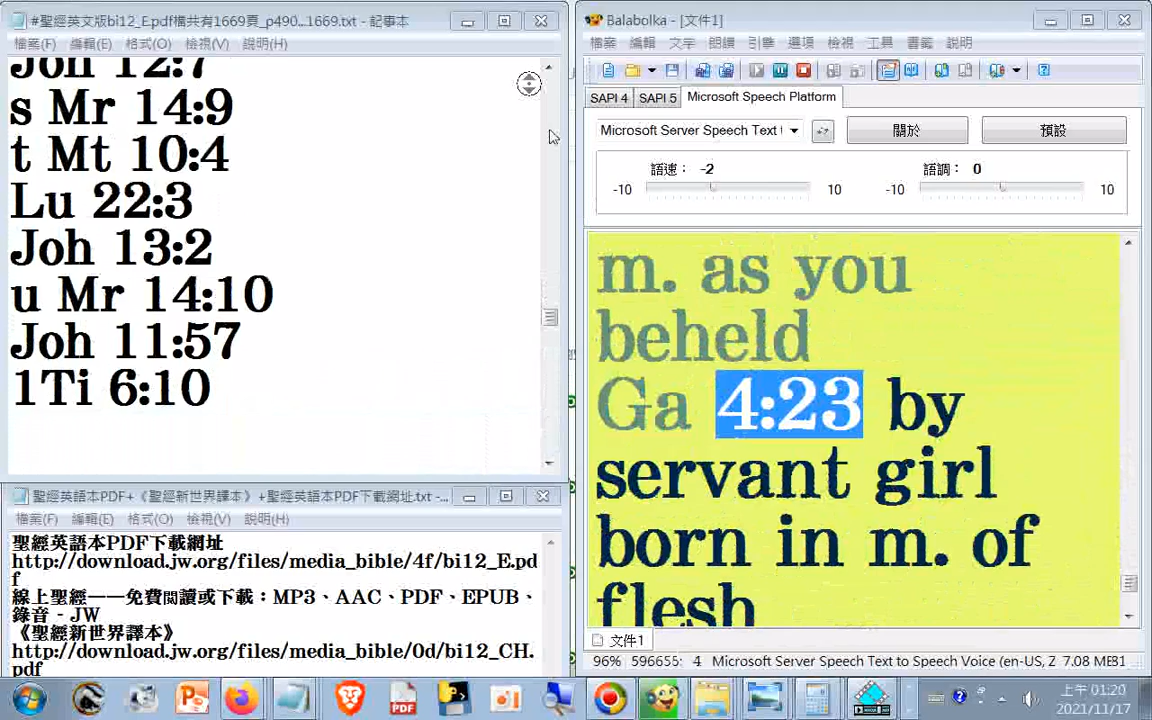 #聖經英文版bi12_E.pdf檔共有1669頁_p490...1669.txt - 記事本
檔案(F) 編輯(E) 格式(O) 檢視(V) 說明(H)
Joh 12:7
s Mr 14:9
t Mt 10:4
Lu 22:3
Joh 13:2
u Mr 14:10
Joh 11:57
1Ti 6:10
聖經英語本PDF+《聖經新世界譯本》+聖經英語本PDF下載網址.txt -...
檔案(F) 編輯(E) 格式(O) 檢視(V) 說明(H)
聖經英語本PDF下載網址
http://download.jw.org/files/media_bible/4f/bi12_E.pd
f
線上聖經——免費閱讀或下載：MP3、AAC、PDF、EPUB、
錄音 - JW
《聖經新世界譯本》
http://download.jw.org/files/media_bible/0d/bi12_CH.
pdf
Balabolka - [文件1]
檔案 編輯 文字 朗讀 引擎 選項 檢視 工具 書籤 說明
SAPI 4 SAPI 5 Microsoft Speech Platform
Microsoft Server Speech Text 關於 預設
語速： -2 語調： 0
-10 10 -10 10
m. as you
beheld
Ga 4:23 by
servant girl
born in m. of
flesh
文件1
96% 596655: 4 Microsoft Server Speech Text to Speech Voice (en-US, Z 7.08 MB
上午 01:20
2021/11/17